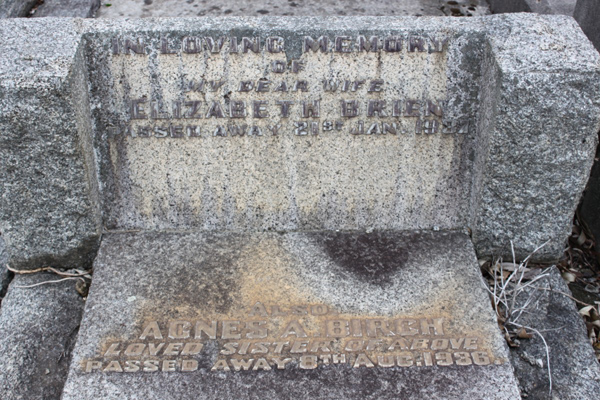 IN LOVING MEMORY
OF
MY DEAR WIFE
ELIZABETH BRIEN
PASSED AWAY 21ST JAN.
ALSO
AGNES A. BIRCH
LOVED SISTER OF ABOVE
PASSED AWAY 8TH AUG. 1936